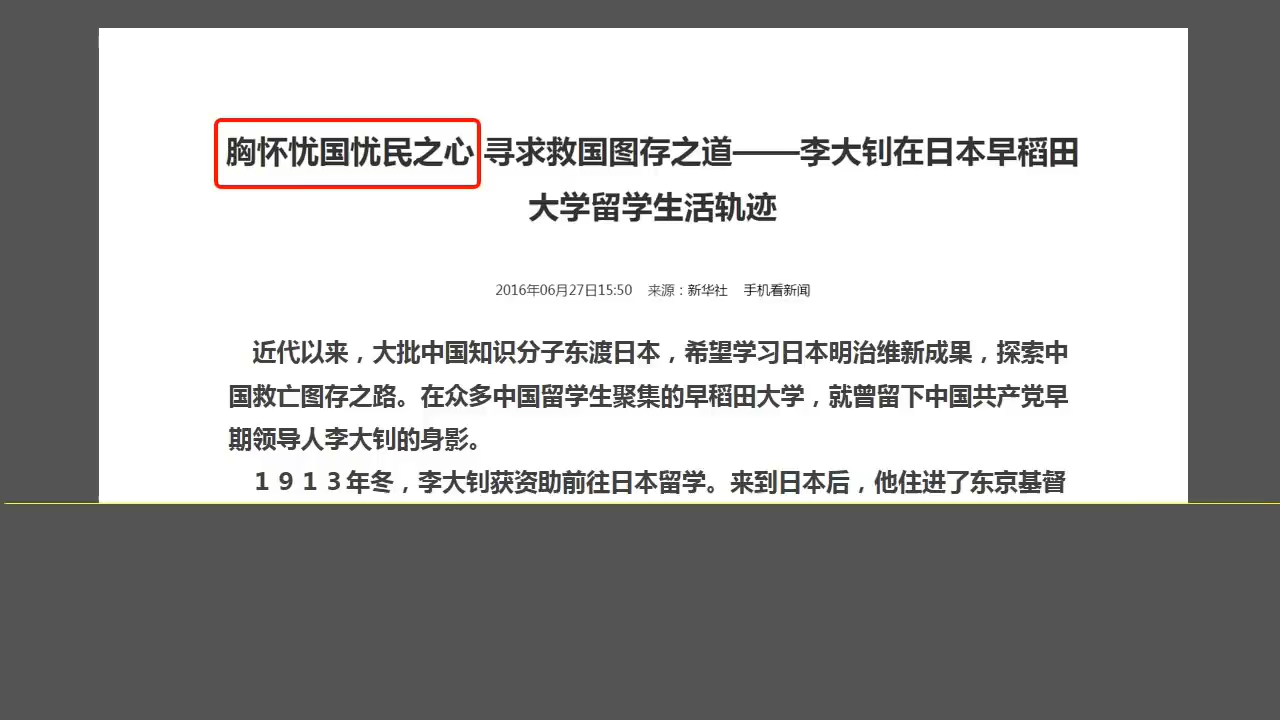 胸怀忧国忧民之心 寻求救国图存之道——李大钊在日本早稻田
大学留学生活轨迹
2016年06月27日15:50 来源：新华社 手机看新闻
近代以来，大批中国知识分子东渡日本，希望学习日本明治维新成果，探索中
国救亡图存之路。在众多中国留学生聚集的早稻田大学，就曾留下中国共产党早
期领导人李大钊的身影。
１９１３年冬，李大钊获资助前往日本留学。来到日本后，他住进了东京基督